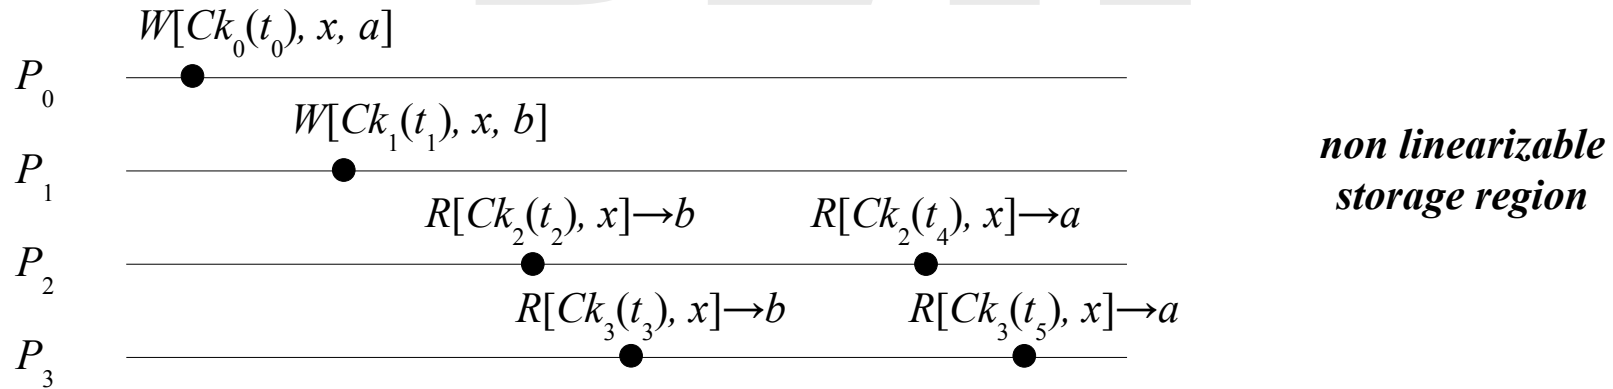 W[Ck₀(t₀), x, a]
P₀
W[Ck₁(t₁), x, b]
P₁
non linearizable
storage region
R[Ck₂(t₂), x]→b R[Ck₂(t₄), x]→a
P₂
R[Ck₃(t₃), x]→b R[Ck₃(t₅), x]→a
P₃